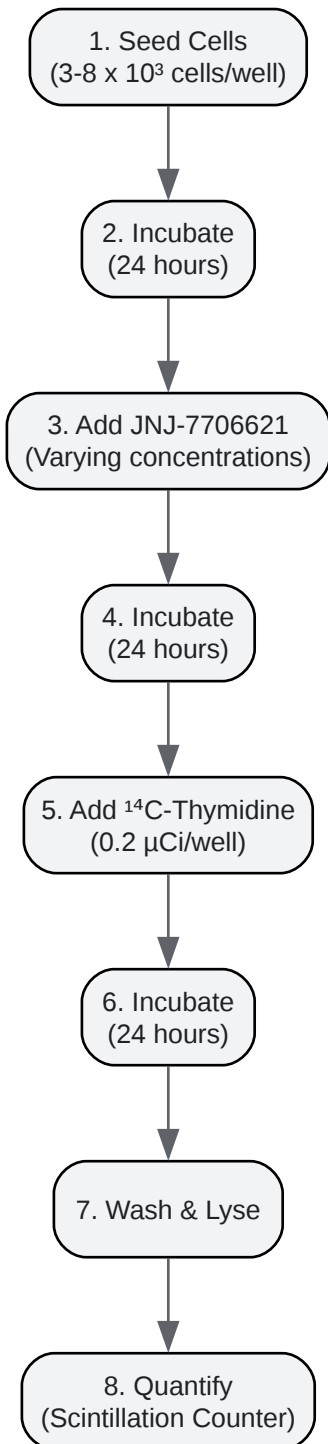 1. Seed Cells
(3-8 x 10³ cells/well)
2. Incubate
(24 hours)
3. Add JNJ-7706621
(Varying concentrations)
4. Incubate
(24 hours)
5. Add ¹⁴C-Thymidine
(0.2 µCi/well)
6. Incubate
(24 hours)
7. Wash & Lyse
8. Quantify
(Scintillation Counter)